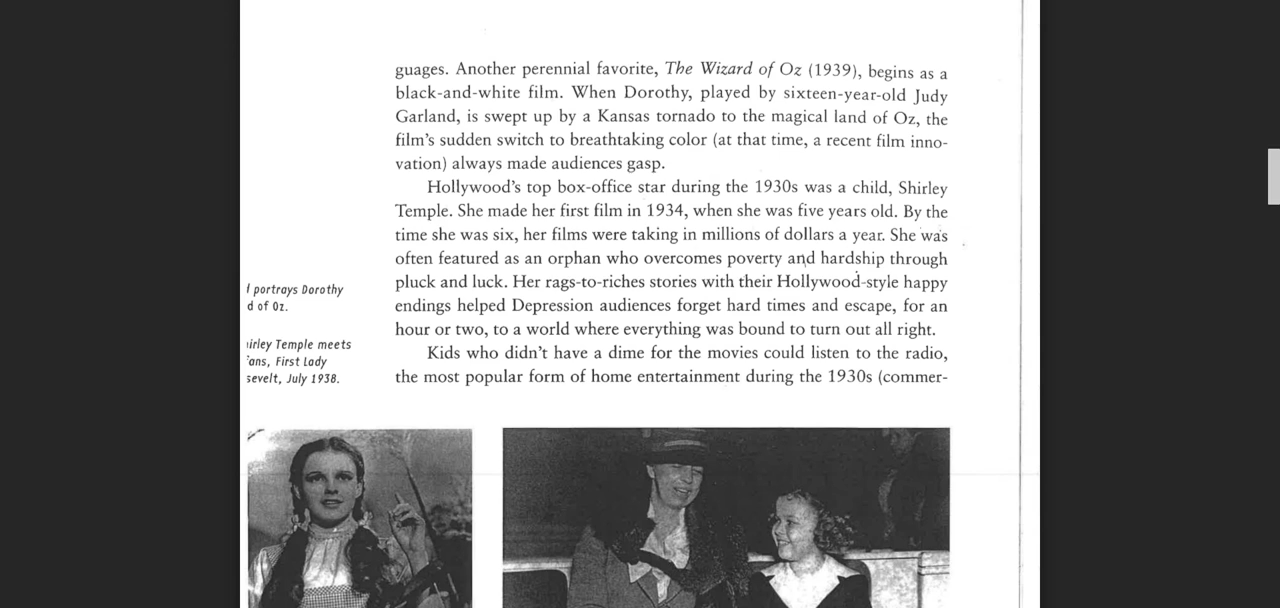 guages. Another perennial favorite, The Wizard of Oz (1939), begins as a
black-and-white film. When Dorothy, played by sixteen-year-old Judy
Garland, is swept up by a Kansas tornado to the magical land of Oz, the
film's sudden switch to breathtaking color (at that time, a recent film inno-
vation) always made audiences gasp.
Hollywood's top box-office star during the 1930s was a child, Shirley
Temple. She made her first film in 1934, when she was five years old. By the
time she was six, her films were taking in millions of dollars a year. She was
often featured as an orphan who overcomes poverty and hardship through
pluck and luck. Her rags-to-riches stories with their Hollywood-style happy
endings helped Depression audiences forget hard times and escape, for an
hour or two, to a world where everything was bound to turn out all right.
Kids who didn't have a dime for the movies could listen to the radio,
the most popular form of home entertainment during the 1930s (commer-
portrays Dorothy
d of Oz.
irley Temple meets
ans, First Lady
sevelt, July 1938.